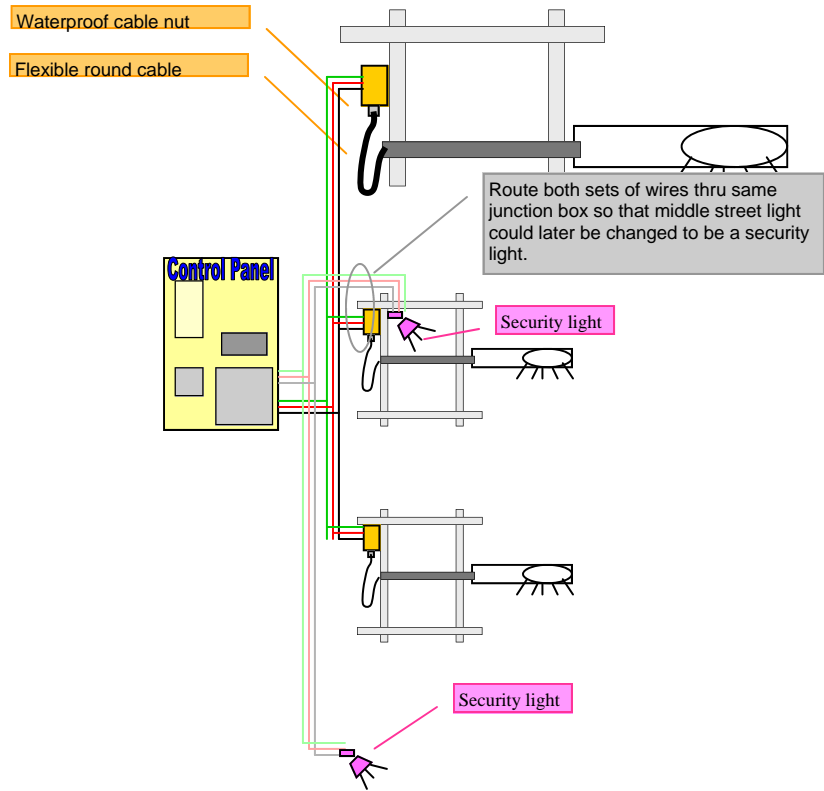 Waterproof cable nut
Flexible round cable
Route both sets of wires thru same
junction box so that middle street light
could later be changed to be a security
light.
Control Panel
Security light
Security light